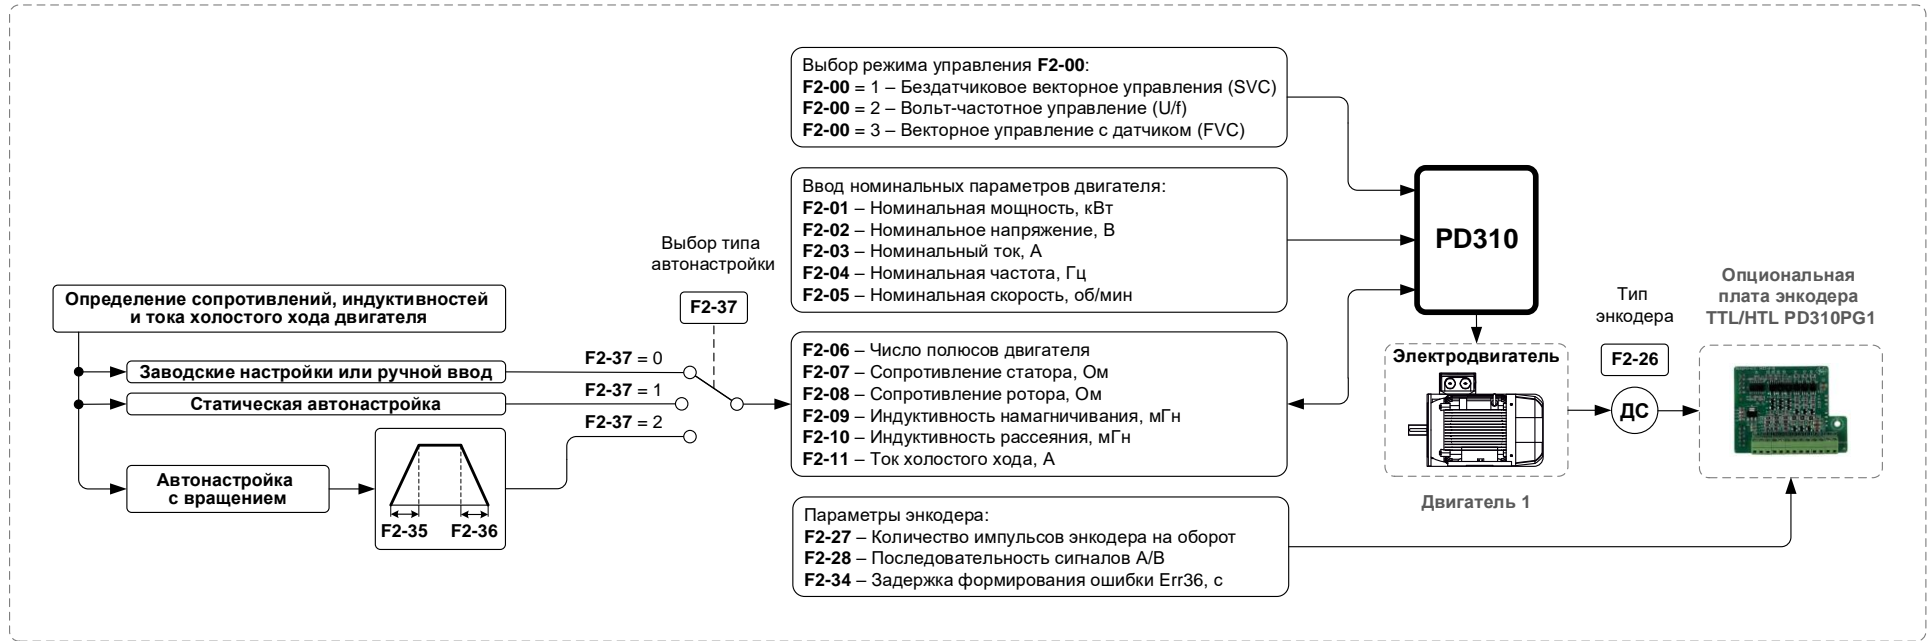 Выбор режима управления F2-00:
F2-00 = 1 – Бездатчиковое векторное управления (SVC)
F2-00 = 2 – Вольт-частотное управление (U/f)
F2-00 = 3 – Векторное управление с датчиком (FVC)
Ввод номинальных параметров двигателя:
F2-01 – Номинальная мощность, кВт
F2-02 – Номинальное напряжение, В
F2-03 – Номинальный ток, А
F2-04 – Номинальная частота, Гц
F2-05 – Номинальная скорость, об/мин
PD310
Выбор типа
автонастройки
F2-37
Определение сопротивлений, индуктивностей
и тока холостого хода двигателя
Заводские настройки или ручной ввод
F2-37 = 0
Статическая автонастройка
F2-37 = 1
F2-37 = 2
Автонастройка
с вращением
F2-35 F2-36
F2-06 – Число полюсов двигателя
F2-07 – Сопротивление статора, Ом
F2-08 – Сопротивление ротора, Ом
F2-09 – Индуктивность намагничивания, мГн
F2-10 – Индуктивность рассеяния, мГн
F2-11 – Ток холостого хода, А
Электродвигатель
Двигатель 1
Тип
энкодера
F2-26
ДС
Опциональная
плата энкодера
TTL/HTL PD310PG1
Параметры энкодера:
F2-27 – Количество импульсов энкодера на оборот
F2-28 – Последовательность сигналов А/В
F2-34 – Задержка формирования ошибки Err36, с